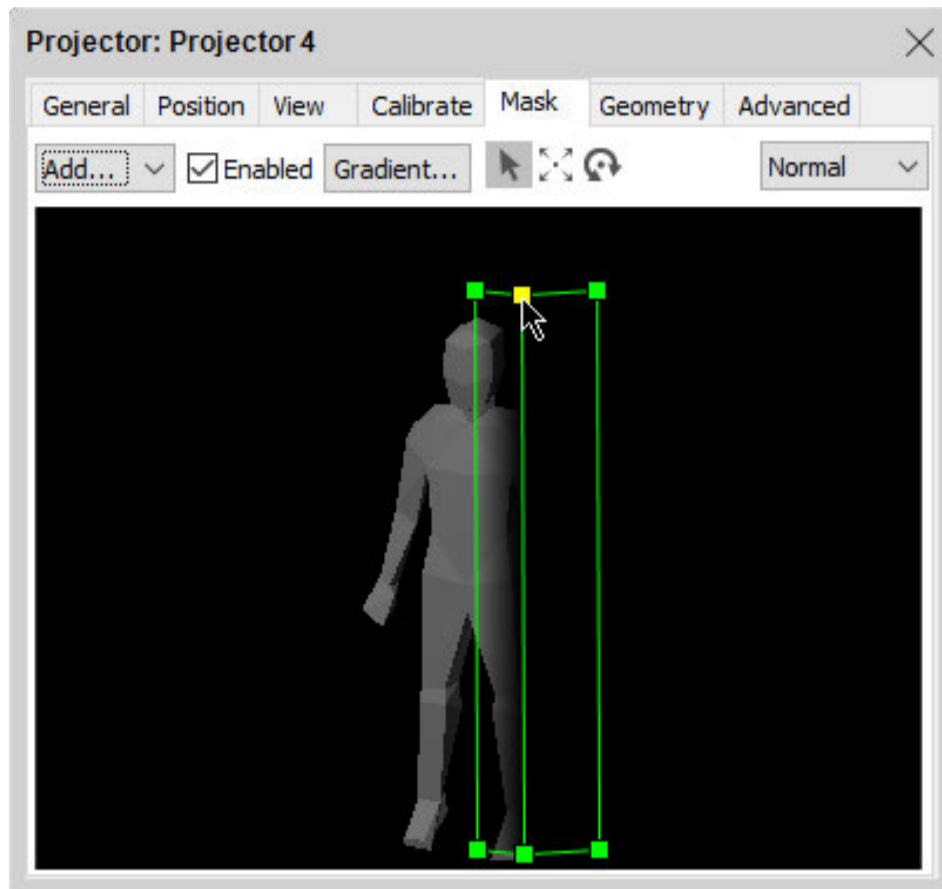 Projector: Projector 4
General Position View Calibrate Mask Geometry Advanced
Add... Enabled Gradient... Normal